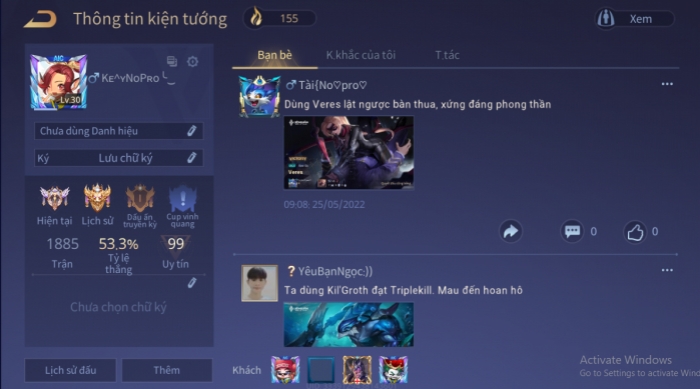 Thông tin kiện tướng
155
Xem
Bạn bè
K.khắc của tôi
T.tác
AIC
Lv.30
♂ KE^YNOPRO
Chưa dùng Danh hiệu
Ký Lưu chữ ký
Hiện tại
Lịch sử
Dấu ấn truyền kỳ
Cup vinh quang
1885
Trận
53.3%
Tỷ lệ thắng
99
Uy tín
Chưa chọn chữ ký
Lịch sử đấu
Thêm
♂ Tài{No♡pro♡
Dùng Veres lật ngược bàn thua, xứng đáng phong thần
Veres
09:08 25/05/2022
0
0
? YêuBạnNgọc:))
Ta dùng Kil'Groth đạt Triplekill. Mau đến hoan hô
Khách
Activate Windows
Go to Settings to activate Wind